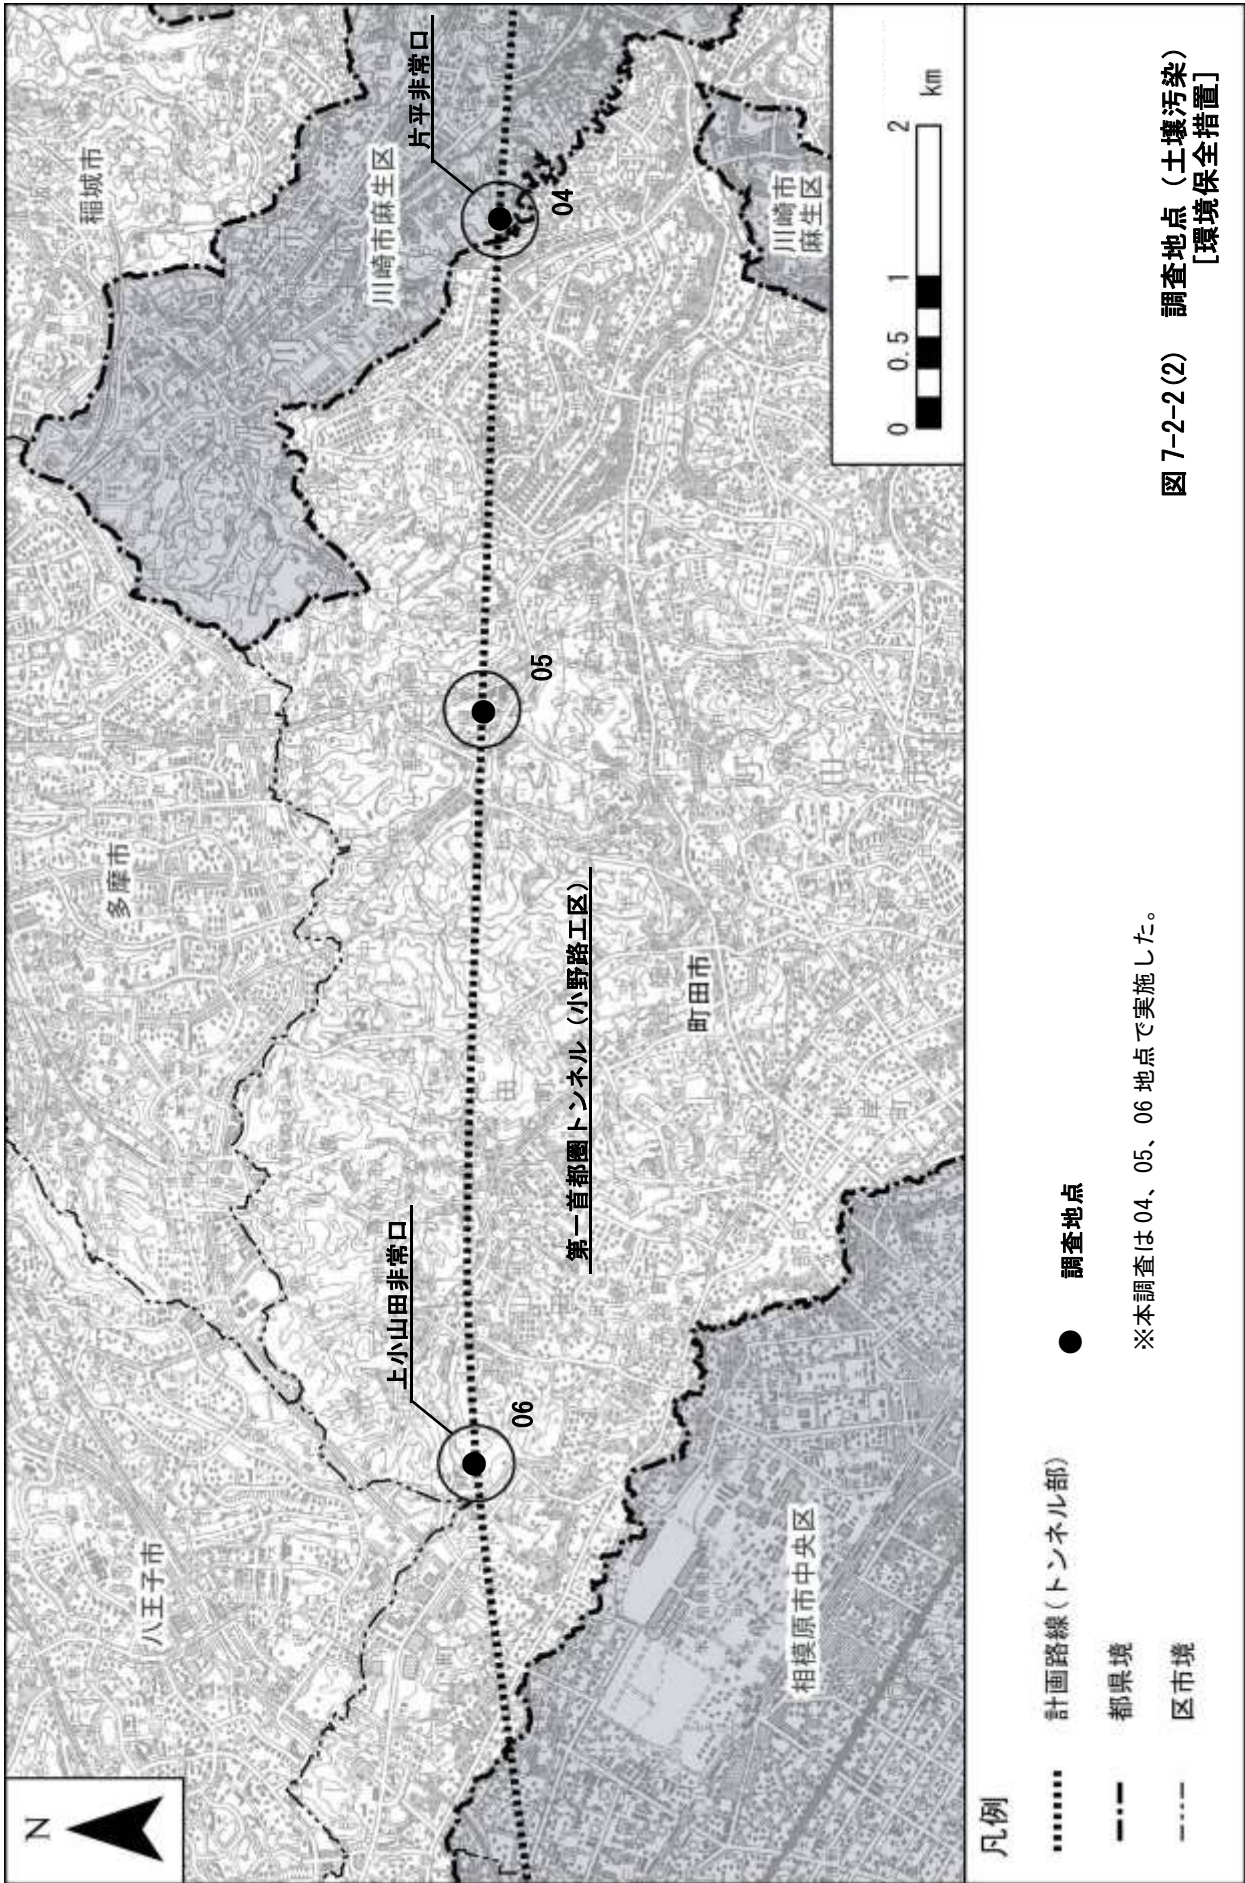 N
八王子市
多摩市
稲城市
川崎市麻生区
片平非常口
04
上小山田非常口
06
05
第一首都圏トンネル（小野路工区）
町田市
相模原市中央区
川崎市
麻生区
0 0.5 1 2 km
凡例
計画路線（トンネル部）
都県境
区市境
調査地点
※本調査は 04、05、06 地点で実施した。
図 7-2-2(2) 調査地点（土壌汚染）
[環境保全措置]